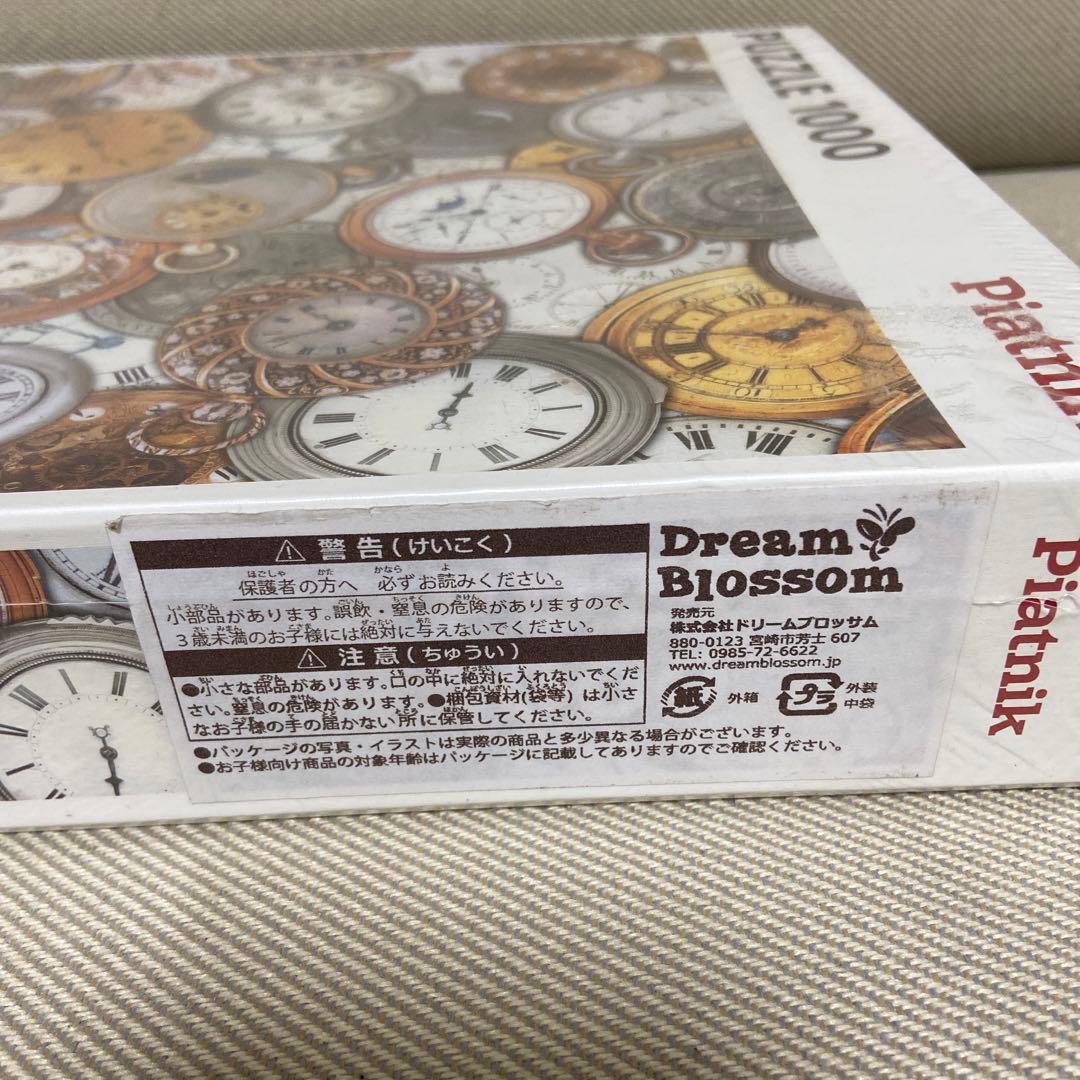 PUZZLE 1000
Piatnik
Piatnik
警告(けいこく)
保護者の方へ 必ずお読みください。
小部品があります。誤飲・窒息の危険がありますので、
3歳未満のお子様には絶対に与えないでください。
注意(ちゅうい)
●小さな部品があります。口の中に絶対に入れないでくだ
さい。窒息の危険があります。●梱包資材(袋等)は小さ
なお子様の手の届かない所に保管してください。
●パッケージの写真・イラストは実際の商品と多少異なる場合がございます。
●お子様向け商品の対象年齢はパッケージに記載してありますのでご確認ください。
Dream
Blossom
発売元
株式会社ドリームブロッサム
880-0123 宮崎市芳士 607
TEL: 0985-72-6622
www.dreamblossom.jp
紙 外箱 プラ 外装
中袋